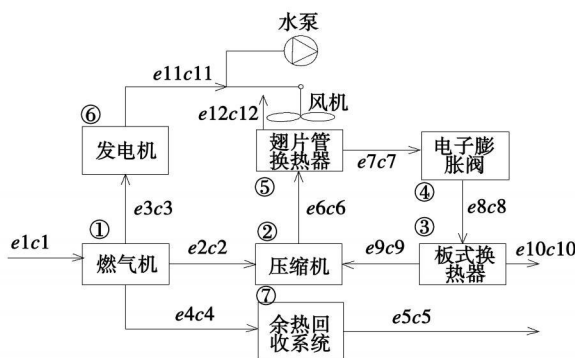 水泵
e11c11
⑥
e12c12
风机
发电机
翅片管
换热器
e7c7
电子膨
胀阀
⑤
④
e3c3
e6c6
e8c8
①
②
③
e1c1
燃气机
e2c2
压缩机
e9c9
板式换
热器
e10c10
⑦
e4c4
余热回
收系统
e5c5